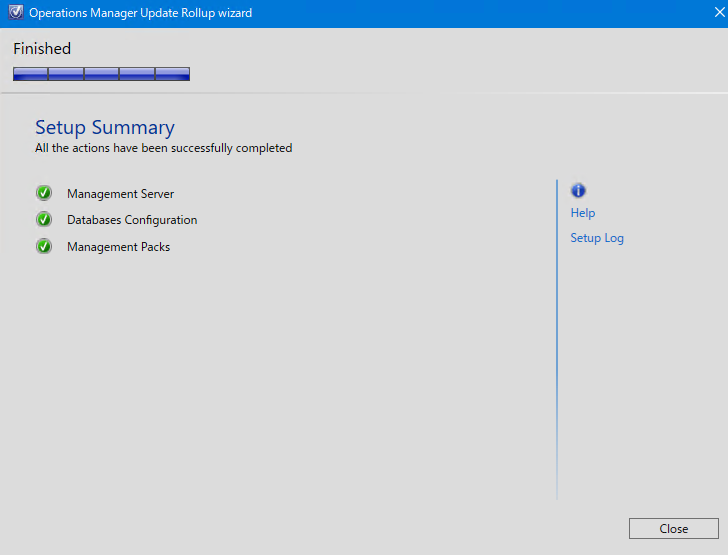 Operations Manager Update Rollup wizard
Finished
Setup Summary
All the actions have been successfully completed
Management Server
Databases Configuration
Management Packs
Help
Setup Log
Close